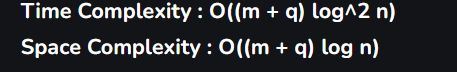 Time Complexity : O((m + q) log^2 n)
Space Complexity : O((m + q) log n)